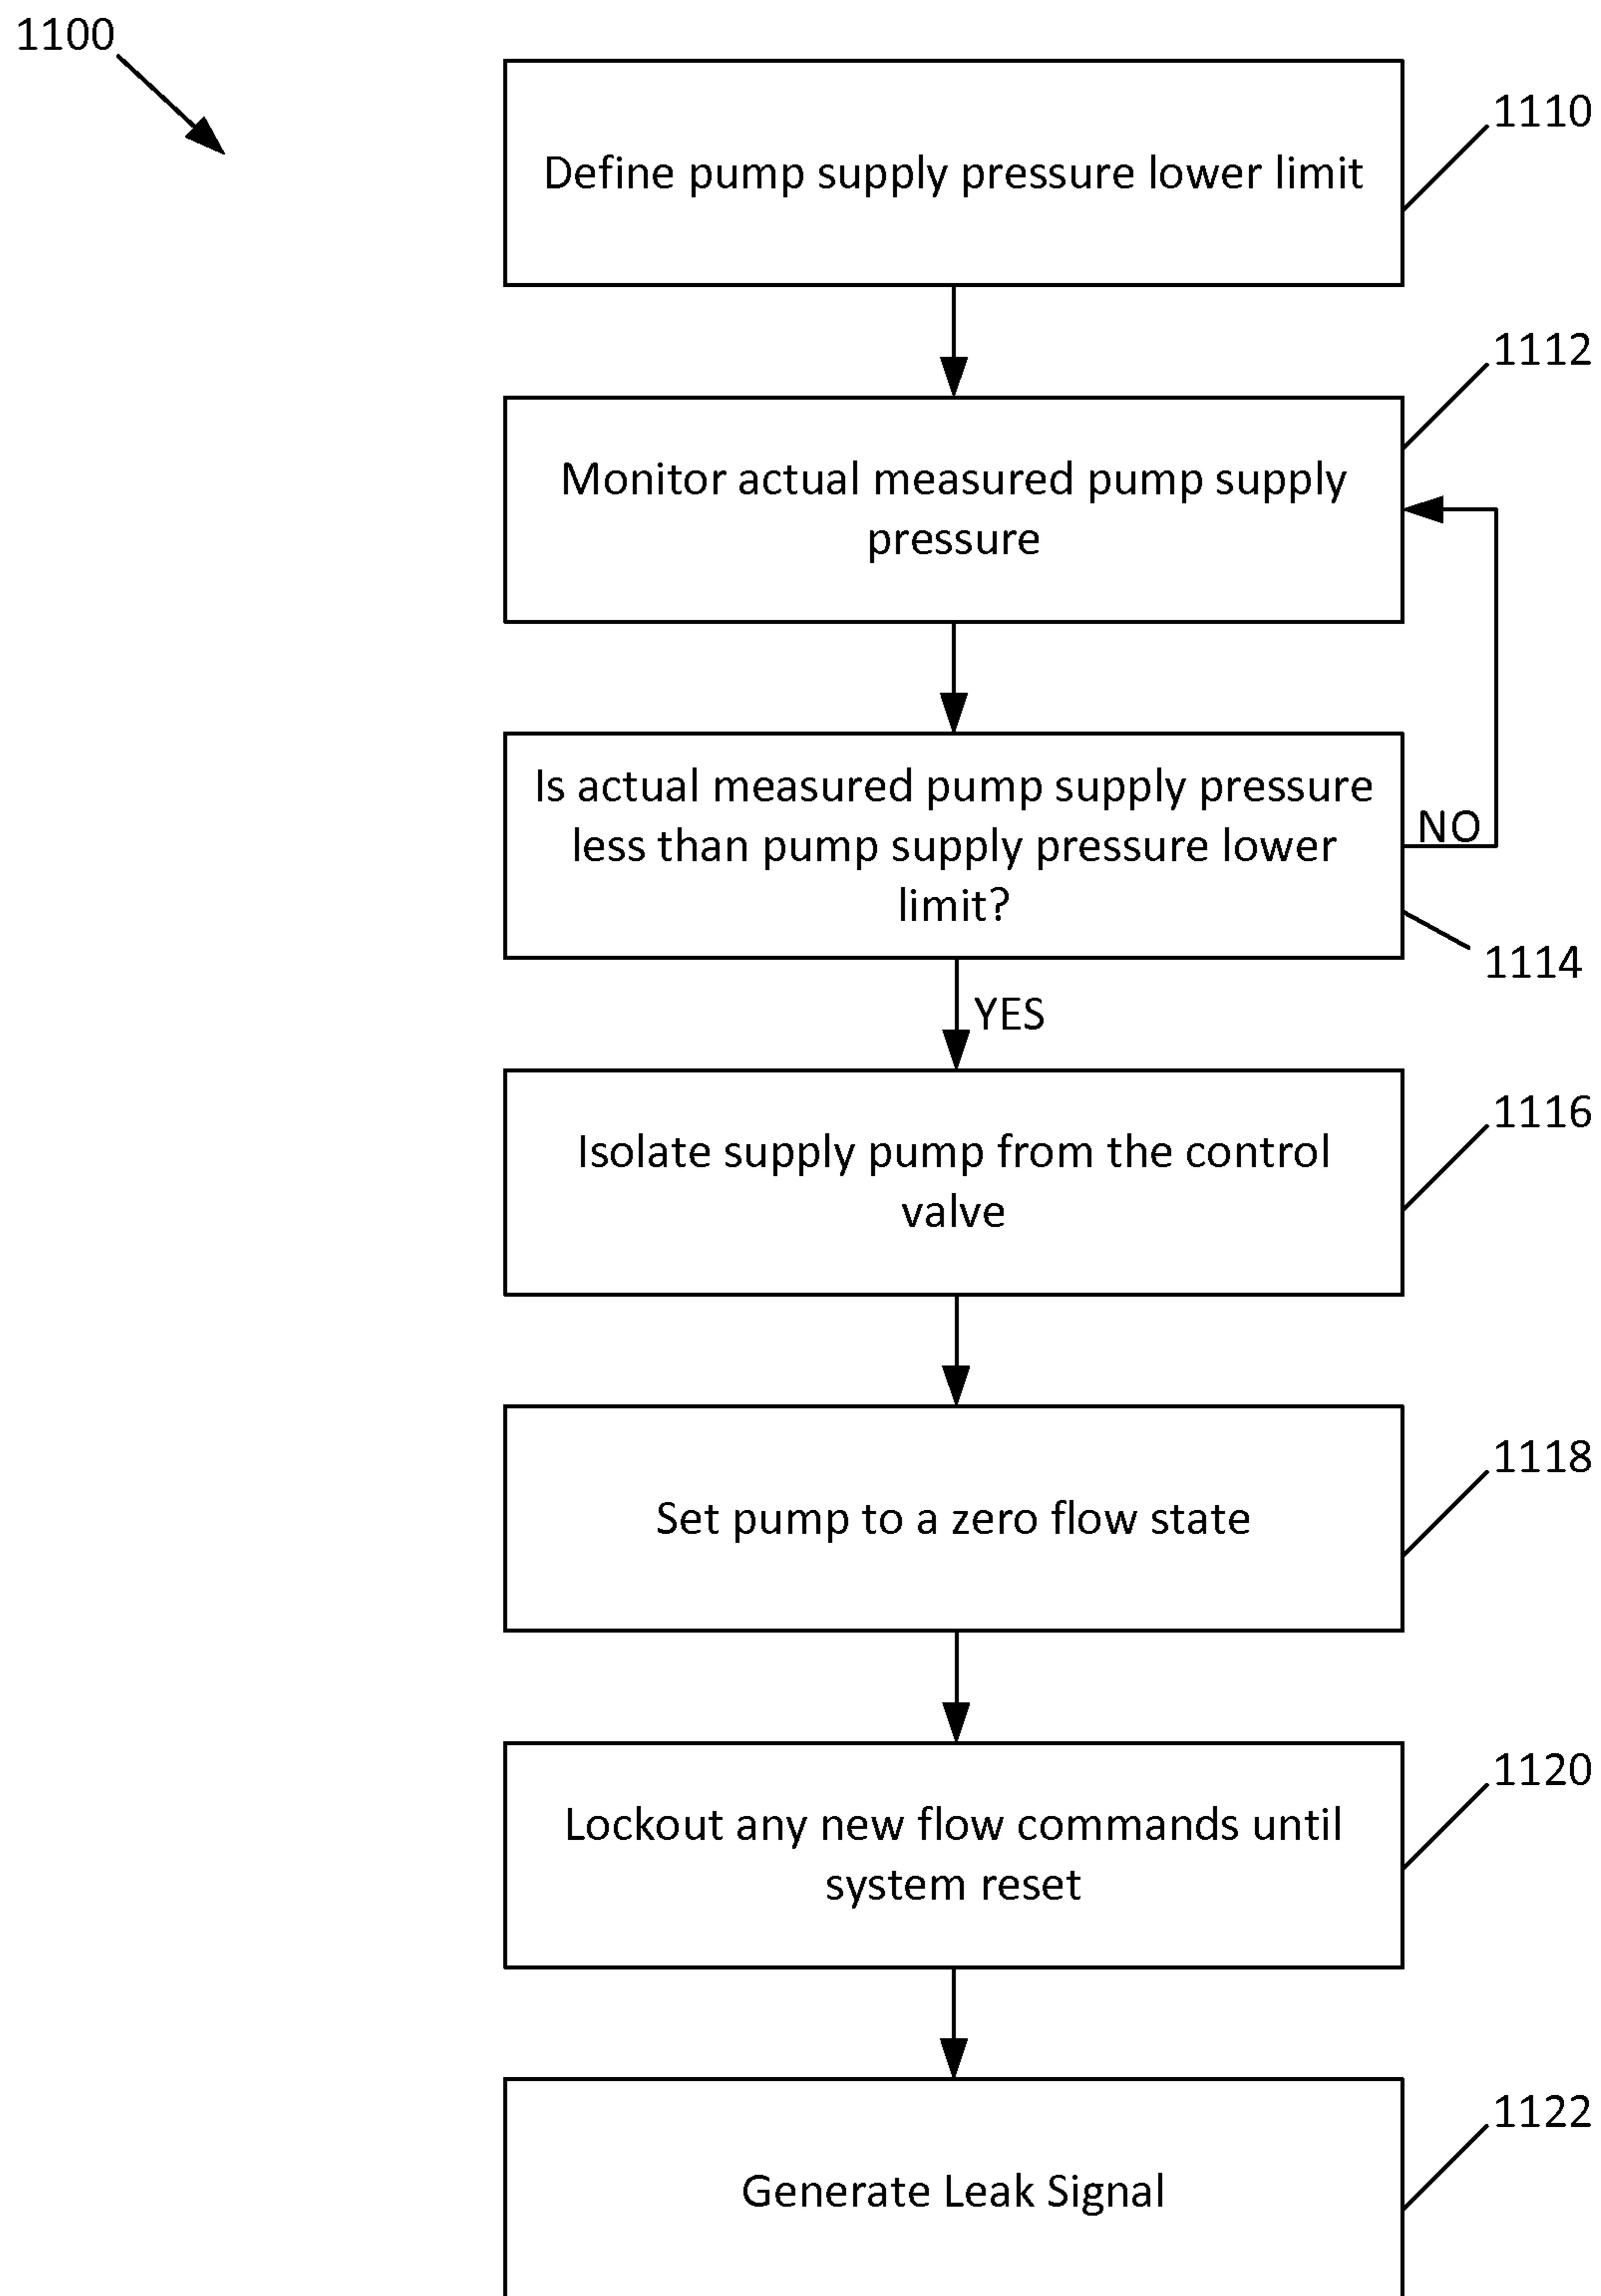 1100
1110
Define pump supply pressure lower limit
1112
Monitor actual measured pump supply
pressure
Is actual measured pump supply pressure
less than pump supply pressure lower
limit?
NO
1114
YES
1116
Isolate supply pump from the control
valve
1118
Set pump to a zero flow state
1120
Lockout any new flow commands until
system reset
1122
Generate Leak Signal